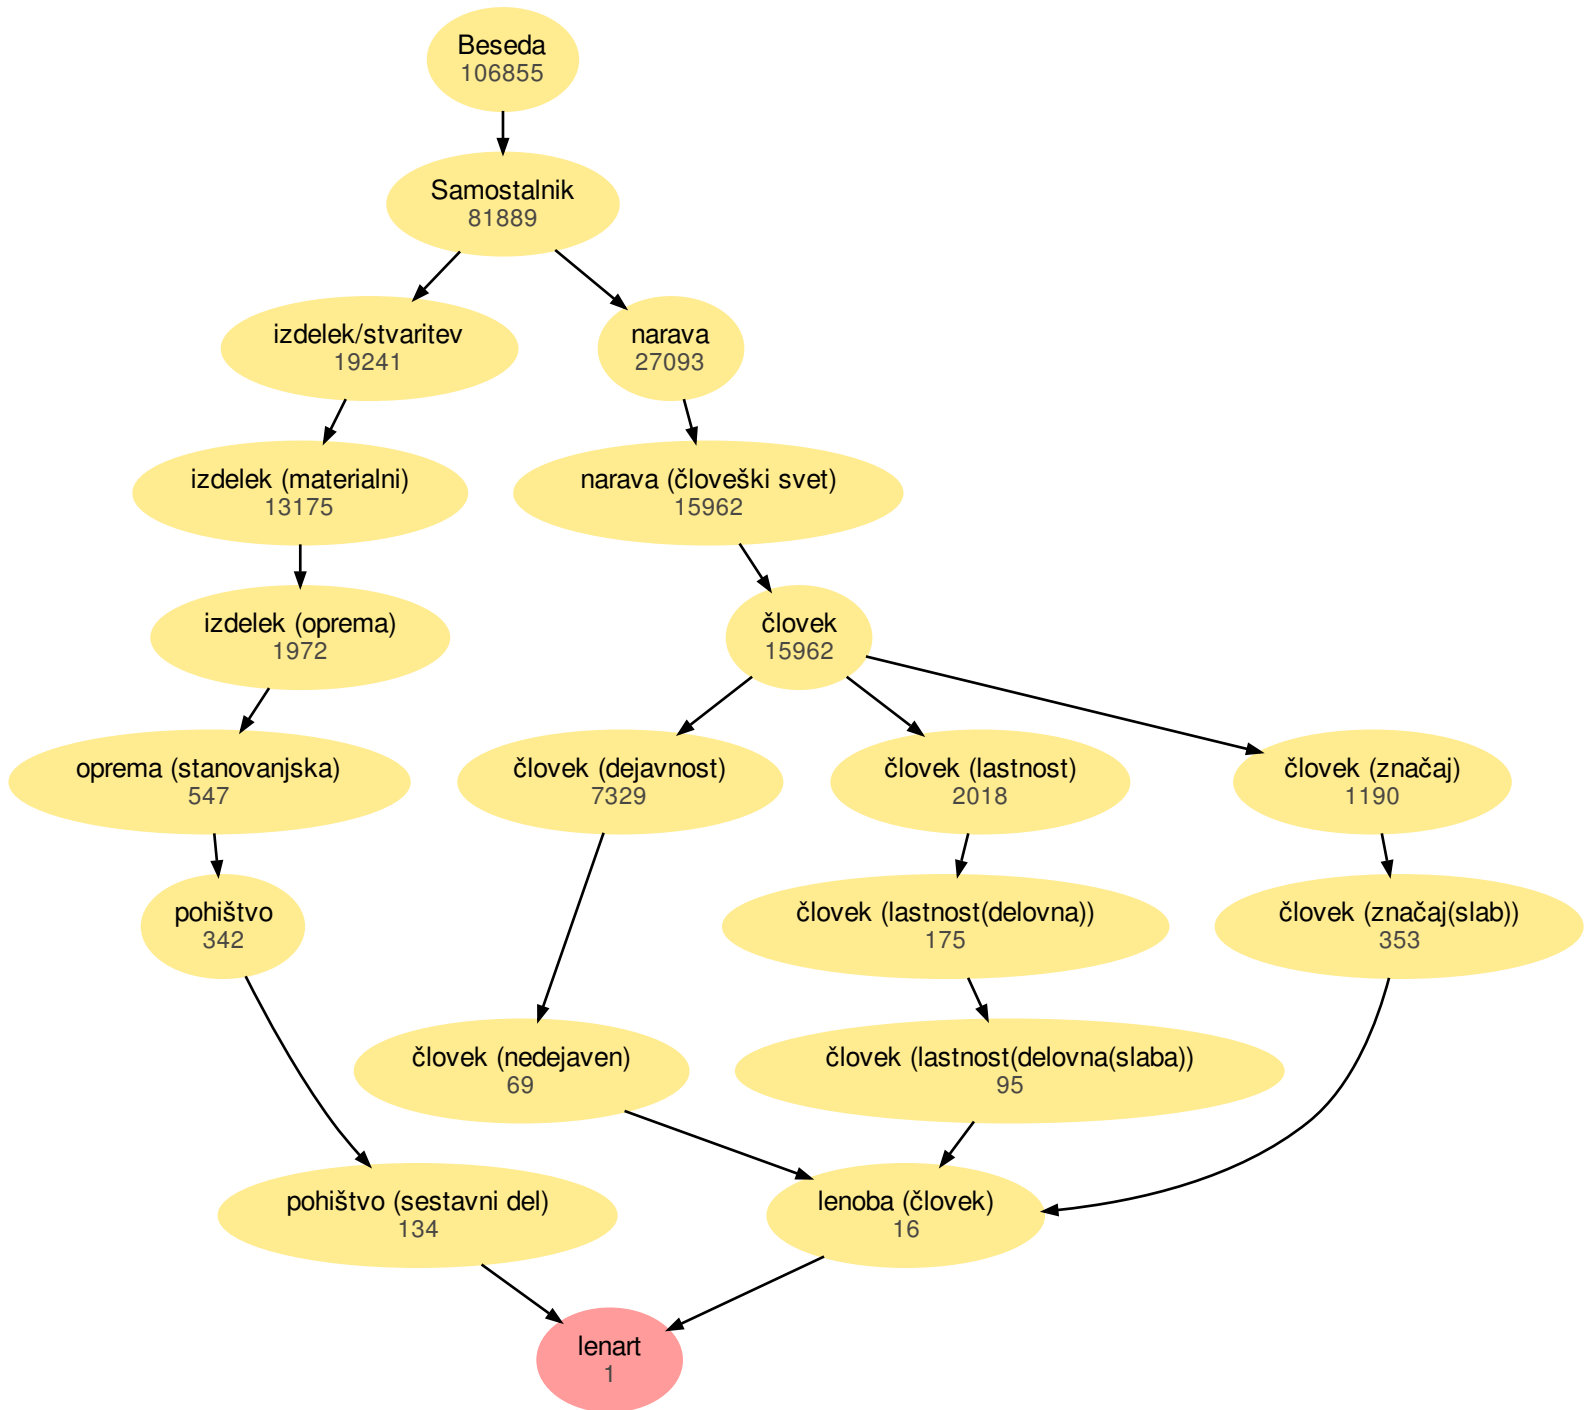 Beseda
106855
Samostalnik
81889
izdelek/stvaritev
19241
narava
27093
izdelek (materialni)
13175
narava (človeški svet)
15962
izdelek (oprema)
1972
človek
15962
oprema (stanovanjska)
547
človek (dejavnost)
7329
človek (lastnost)
2018
človek (značaj)
1190
pohištvo
342
človek (lastnost(delovna))
175
človek (značaj(slab))
353
človek (nedejaven)
69
človek (lastnost(delovna(slaba))
95
pohištvo (sestavni del)
134
lenoba (človek)
16
lenart
1